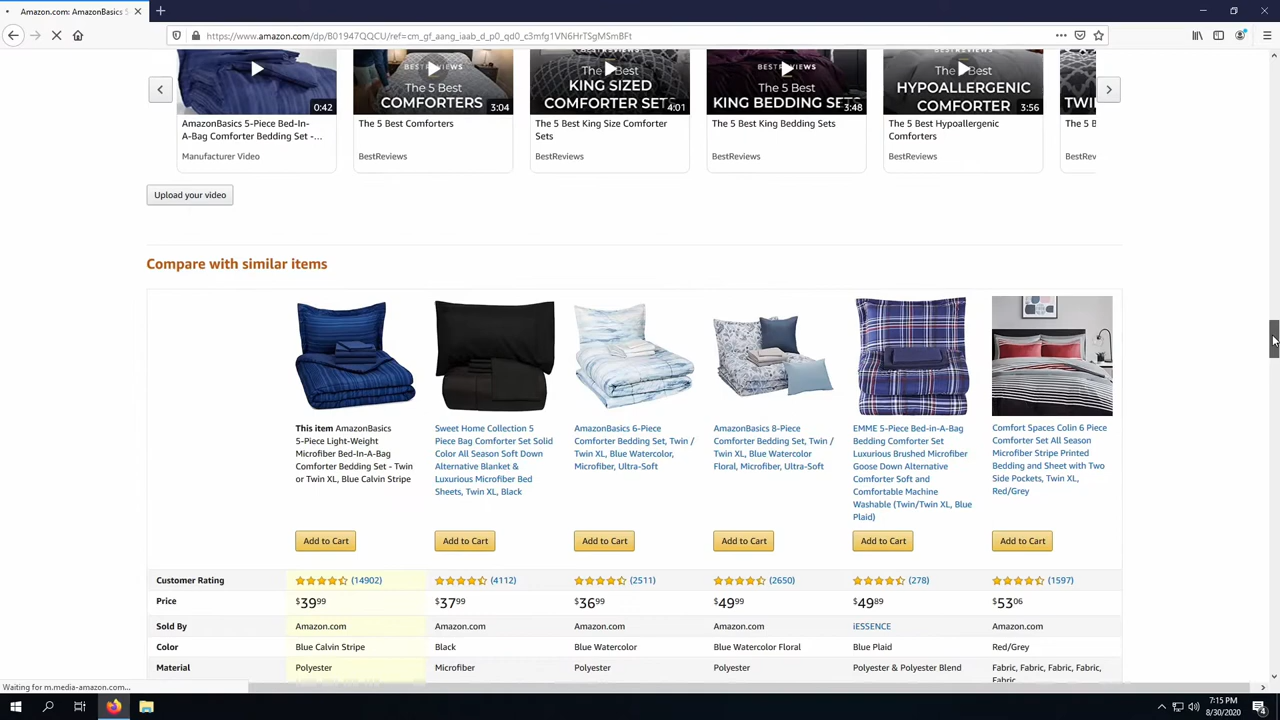 Amazon.com: AmazonBasics 5
https://www.amazon.com/dp/B01947QQCU/ref=cm_gf_aang_iaab_d_p0_qd0_c3mfg1VN6HrTSgMSmBFt
BESTREVIEWS
The 5 Best
COMFORTERS
The Best
KING SIZED
COMFORTER SETS
BESTREVIEWS
The 5 Best
KING BEDDING SETS
The Best
HYPOALLERGENIC
COMFORTER
TWIN
0:42
3:04
4:01
3:48
3:56
AmazonBasics 5-Piece Bed-In-
A-Bag Comforter Bedding Set -...
Manufacturer Video
The 5 Best Comforters
BestReviews
The 5 Best King Size Comforter
Sets
BestReviews
The 5 Best King Bedding Sets
BestReviews
The 5 Best Hypoallergenic
Comforters
BestReviews
The 5 B
BestRev
Upload your video
Compare with similar items
This item AmazonBasics
5-Piece Light-Weight
Microfiber Bed-In-A-Bag
Comforter Bedding Set - Twin
or Twin XL, Blue Calvin Stripe
Sweet Home Collection 5
Piece Bag Comforter Set Solid
Color All Season Soft Down
Alternative Blanket &
Luxurious Microfiber Bed
Sheets, Twin XL, Black
AmazonBasics 6-Piece
Comforter Bedding Set, Twin /
Twin XL, Blue Watercolor,
Microfiber, Ultra-Soft
AmazonBasics 8-Piece
Comforter Bedding Set, Twin /
Twin XL, Blue Watercolor
Floral, Microfiber, Ultra-Soft
EMME 5-Piece Bed-in-A-Bag
Bedding Comforter Set
Luxurious Brushed Microfiber
Goose Down Alternative
Comforter Soft and
Comfortable Machine
Washable (Twin/Twin XL, Blue
Plaid)
Comfort Spaces Colin 6 Piece
Comforter Set All Season
Microfiber Stripe Printed
Bedding and Sheet with Two
Side Pockets, Twin XL,
Red/Grey
Add to Cart Add to Cart Add to Cart Add to Cart Add to Cart Add to Cart
Customer Rating (14902) (4112) (2511) (2650) (278) (1597)
Price $39.99 $37.99 $36.99 $49.99 $49.89 $53.06
Sold By Amazon.com Amazon.com Amazon.com Amazon.com iESSENCE Amazon.com
Color Blue Calvin Stripe Black Blue Watercolor Blue Watercolor Floral Blue Plaid Red/Grey
Material Polyester Microfiber Polyester Polyester Polyester & Polyester Blend Fabric, Fabric, Fabric, Fabric,
Fabric
Waiting for m.media-amazon.com...
7:15 PM
8/30/2020
4